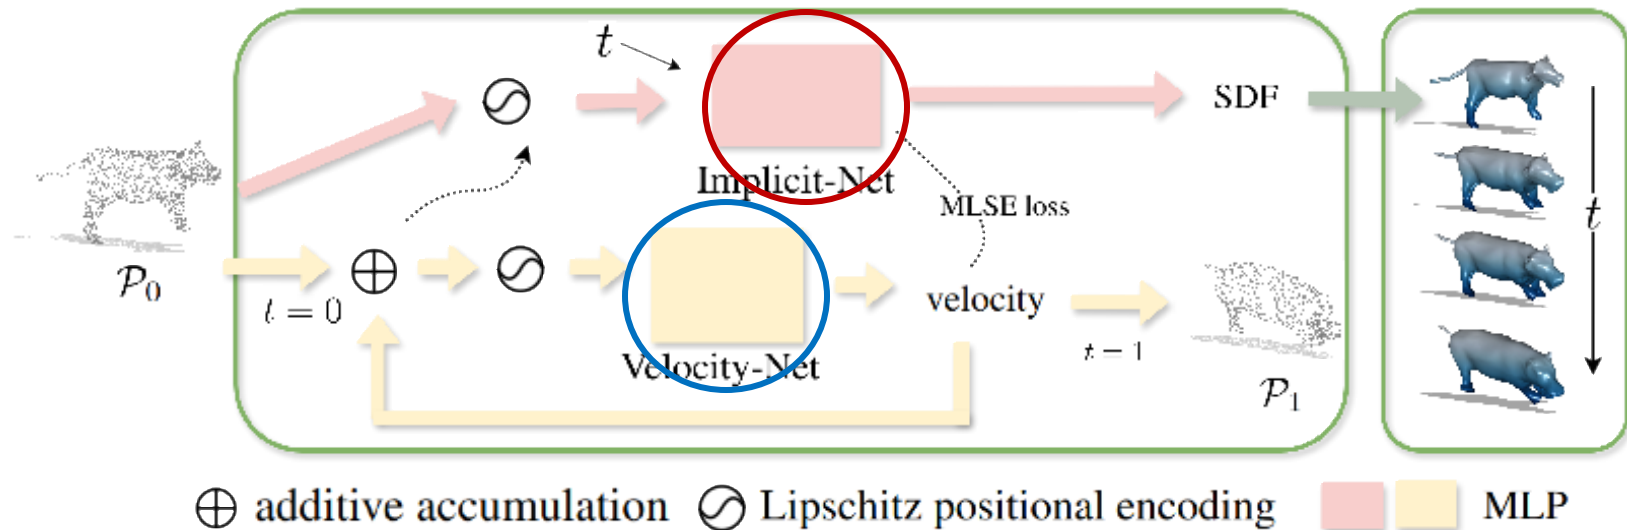 t
SDF
Implicit-Net
MLSE loss
t
𝒫₀
t = 0
velocity
t = 1
Velocity-Net
𝒫₁
⊕ additive accumulation
Lipschitz positional encoding
MLP